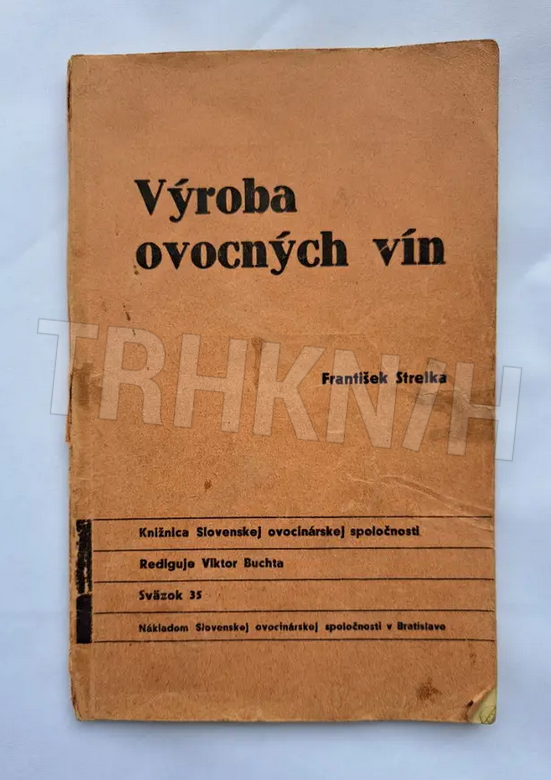 Výroba
ovocných vín
TRHKNÍH
František Strelka
Knižnica Slovenskej ovocinárskej spoločnosti
Rediguje Viktor Buchta
Sväzok 35
Nákladom Slovenskej ovocinárskej spoločnosti v Bratislave